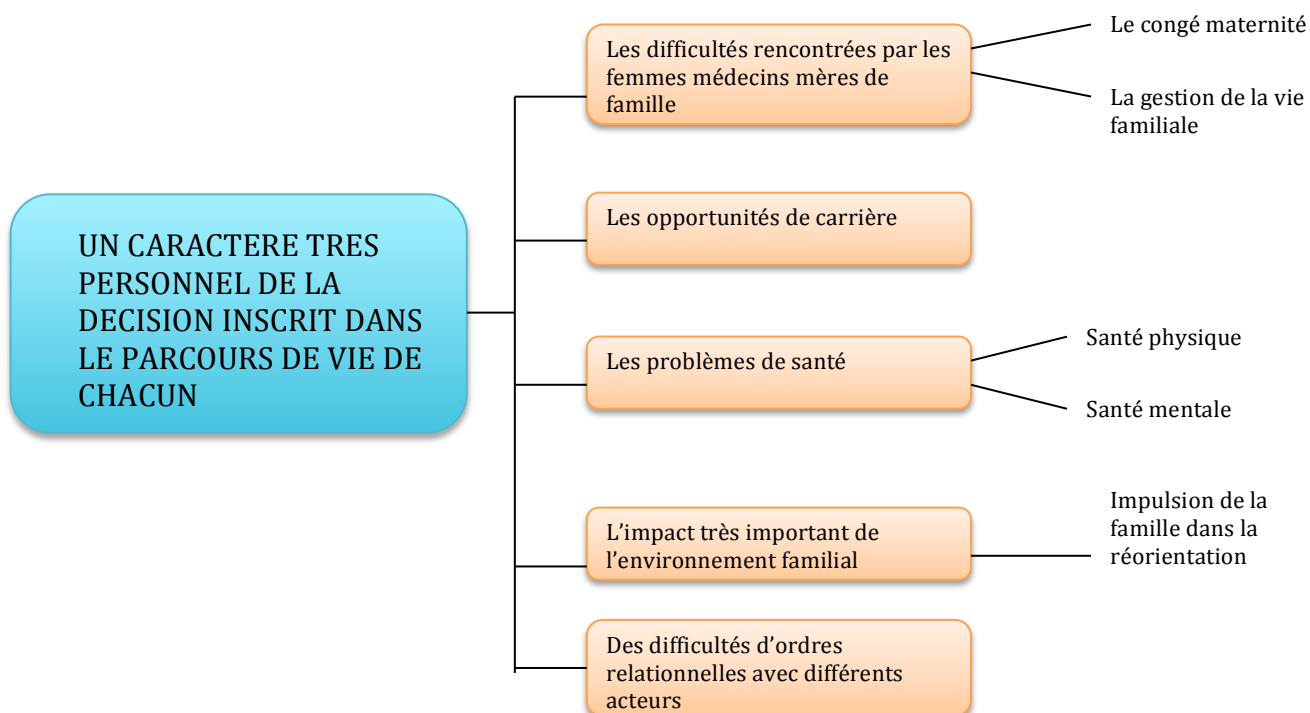 UN CARACTERE TRES
PERSONNEL DE LA
DECISION INSCRIT DANS
LE PARCOURS DE VIE DE
CHACUN
Les difficultés rencontrées par les
femmes médecins mères de
famille
Le congé maternité
La gestion de la vie
familiale
Les opportunités de carrière
Les problèmes de santé
Santé physique
Santé mentale
L’impact très important de
l’environnement familial
Impulsion de la
famille dans la
réorientation
Des difficultés d’ordres
relationnelles avec différents
acteurs